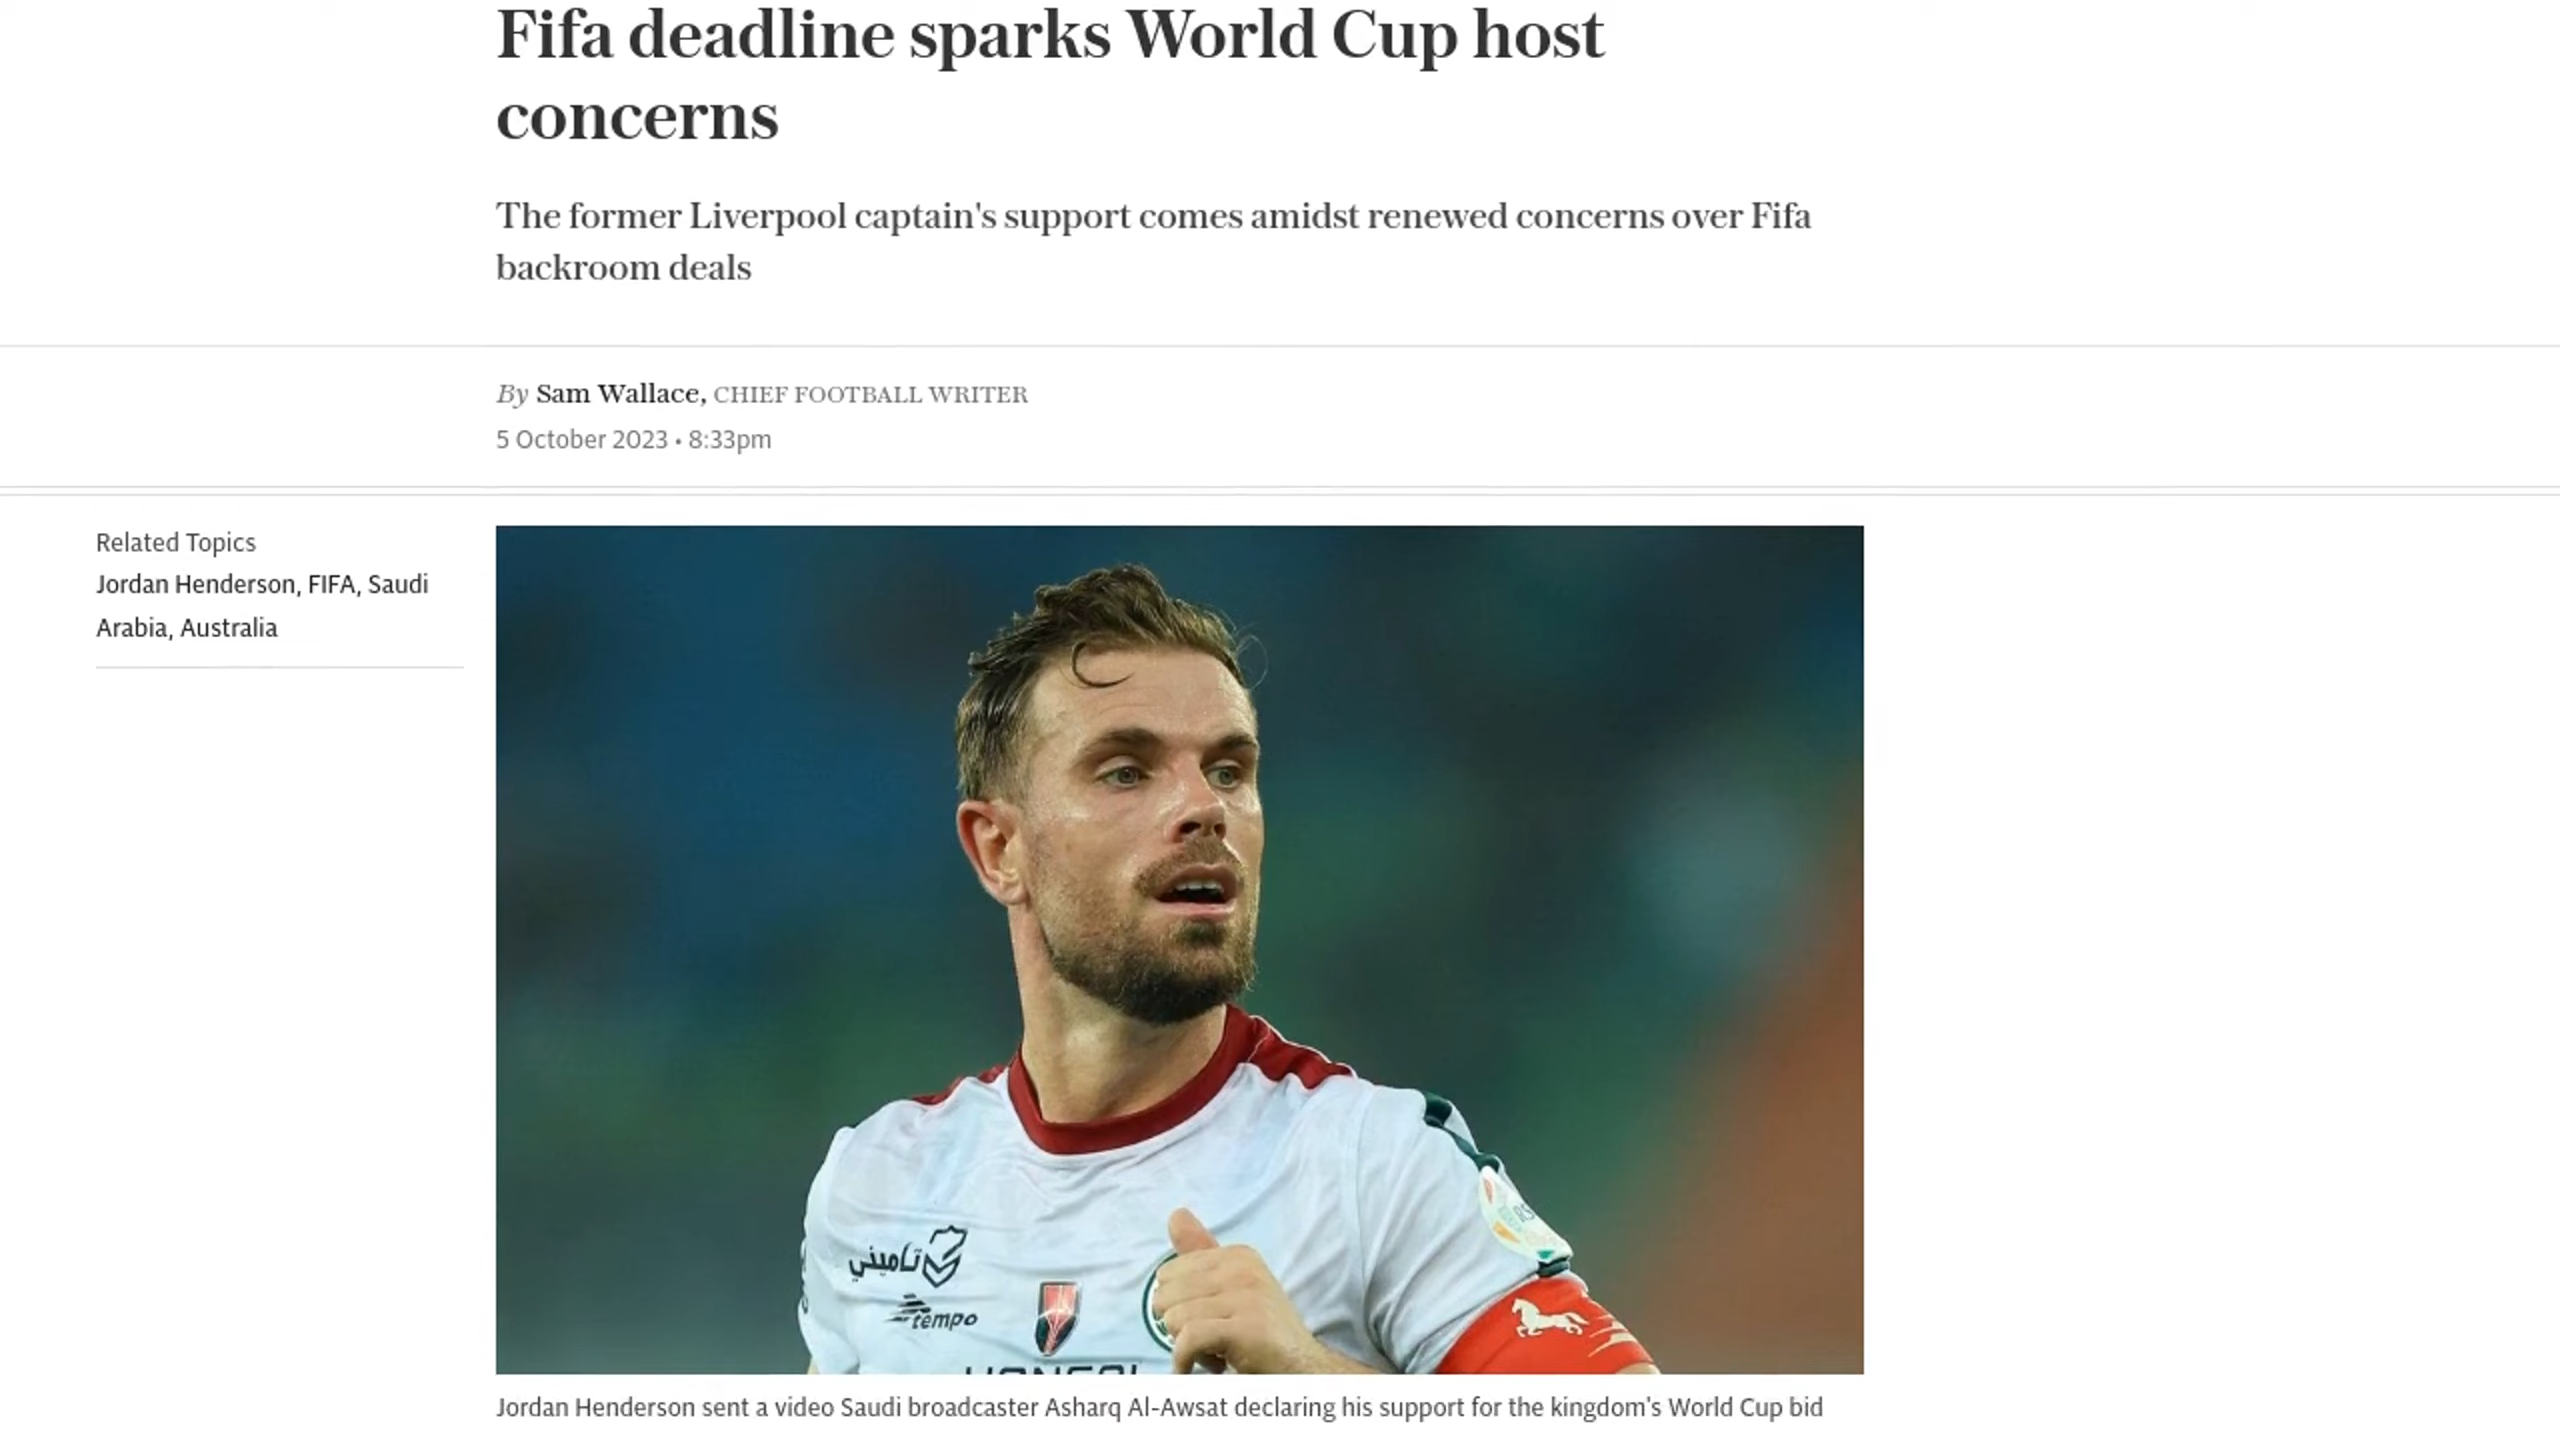 Fifa deadline sparks World Cup host
concerns
The former Liverpool captain's support comes amidst renewed concerns over Fifa
backroom deals
By Sam Wallace, CHIEF FOOTBALL WRITER
5 October 2023 • 8:33pm
Related Topics
Jordan Henderson, FIFA, Saudi
Arabia, Australia
تأميني
tempo
Jordan Henderson sent a video Saudi broadcaster Asharq Al-Awsat declaring his support for the kingdom's World Cup bid